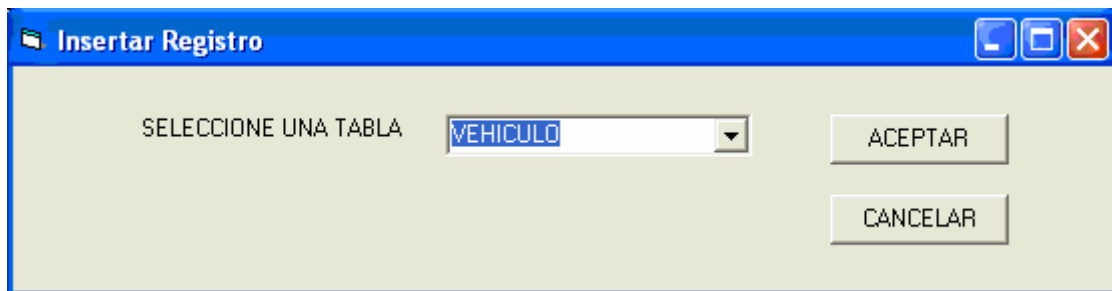 Insertar Registro
SELECCIONE UNA TABLA
VEHICULO
ACEPTAR
CANCELAR